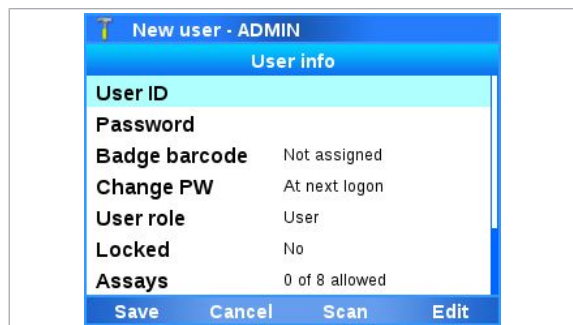 New user - ADMIN
User info
User ID
Password
Badge barcode Not assigned
Change PW At next logon
User role User
Locked No
Assays 0 of 8 allowed
Save Cancel Scan Edit